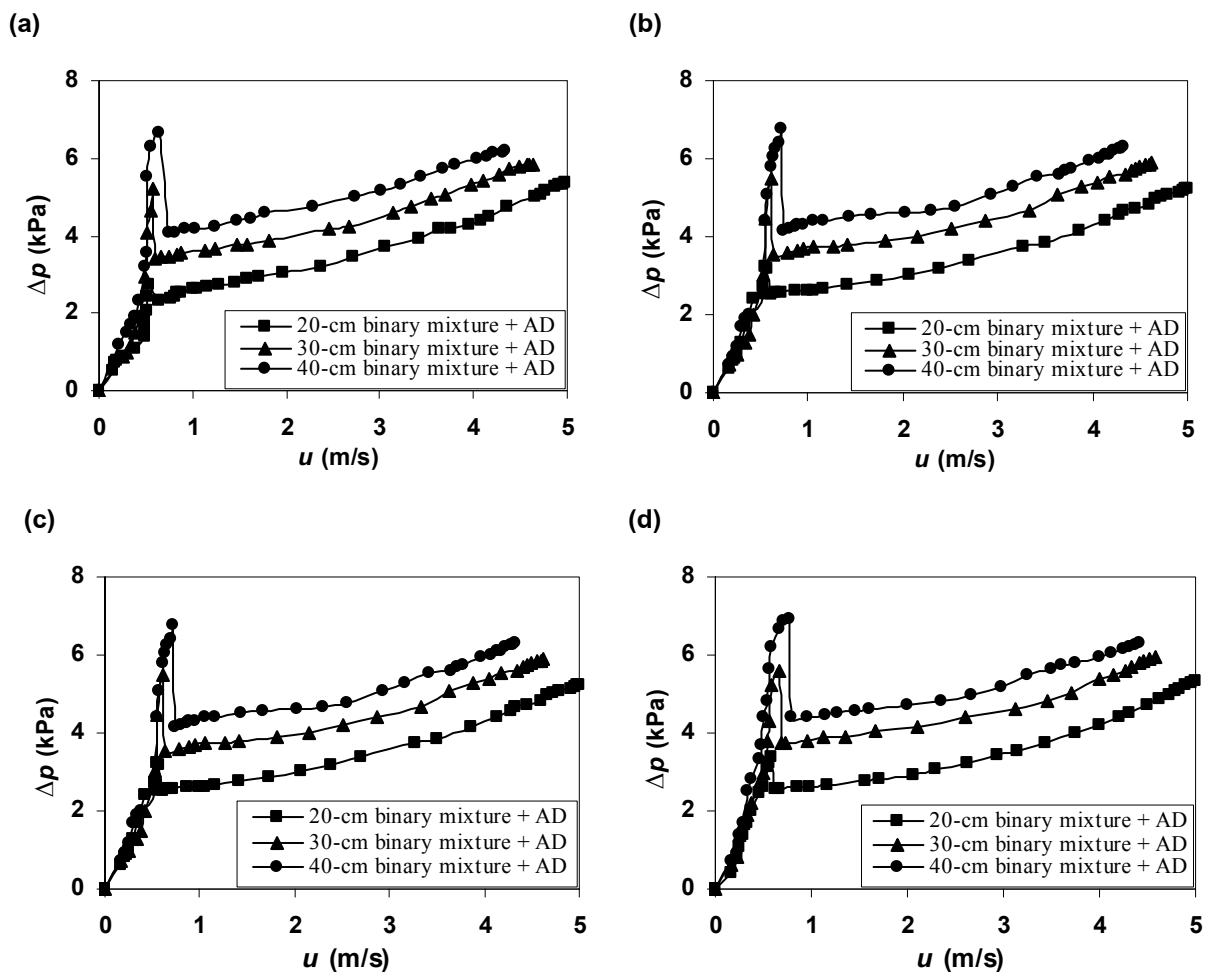 (a)
8
6
4
2
0
Δp (kPa)
20-cm binary mixture + AD
30-cm binary mixture + AD
40-cm binary mixture + AD
0 1 2 3 4 5
u (m/s)
(b)
8
6
4
2
0
Δp (kPa)
20-cm binary mixture + AD
30-cm binary mixture + AD
40-cm binary mixture + AD
0 1 2 3 4 5
u (m/s)
(c)
8
6
4
2
0
Δp (kPa)
20-cm binary mixture + AD
30-cm binary mixture + AD
40-cm binary mixture + AD
0 1 2 3 4 5
u (m/s)
(d)
8
6
4
2
0
Δp (kPa)
20-cm binary mixture + AD
30-cm binary mixture + AD
40-cm binary mixture + AD
0 1 2 3 4 5
u (m/s)